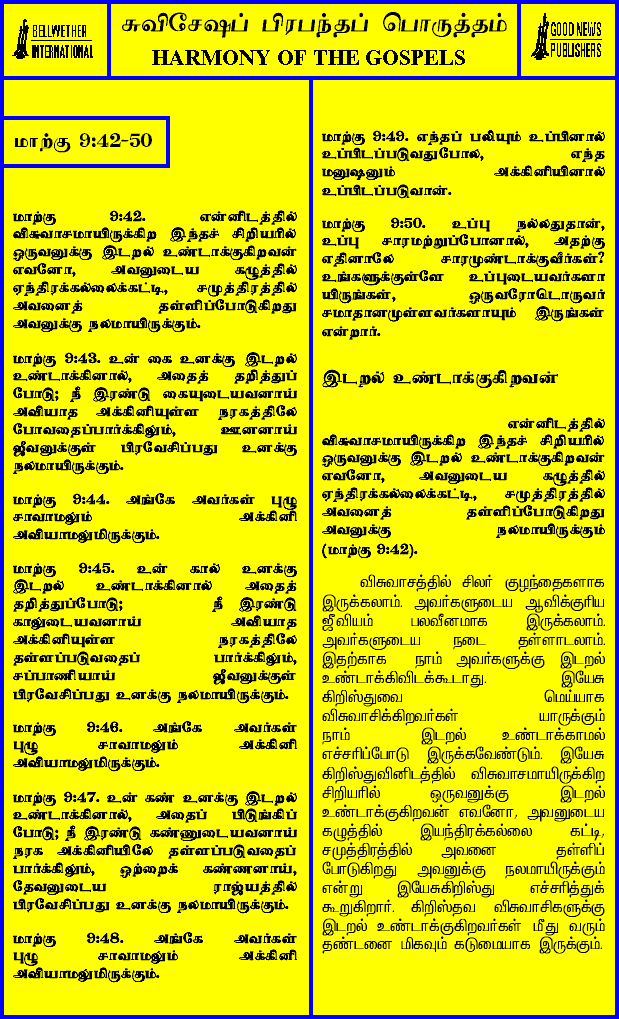 BELLWETHER
INTERNATIONAL
சுவிசேஷப் பிரபந்தப் பொருத்தம்
HARMONY OF THE GOSPELS
GOOD NEWS
PUBLISHERS
மாற்கு 9:42-50
மாற்கு 9:42. என்னிடத்தில்
விசுவாசமாயிருக்கிற இந்தச் சிறியரில்
ஒருவனுக்கு இடறல் உண்டாக்குகிறவன்
எவனோ, அவனுடைய கழுத்தில்
ஏந்திரக்கல்லைக்கட்டி, சமுத்திரத்தில்
அவனைத் தள்ளிப்போடுகிறது
அவனுக்கு நலமாயிருக்கும்.
மாற்கு 9:43. உன் கை உனக்கு இடறல்
உண்டாக்கினால், அதைத் தறித்துப்
போடு; நீ இரண்டு கையுடையவனாய்
அவியாத அக்கினியுள்ள நரகத்திலே
போவதைப்பார்க்கிலும், ஊனனாய்
ஜீவனுக்குள் பிரவேசிப்பது உனக்கு
நலமாயிருக்கும்.
மாற்கு 9:44. அங்கே அவர்கள் புழு
சாவாமலும் அக்கினி
அவியாமலுமிருக்கும்.
மாற்கு 9:45. உன் கால் உனக்கு
இடறல் உண்டாக்கினால் அதைத்
தறித்துப்போடு; நீ இரண்டு
காலுடையவனாய் அவியாத
அக்கினியுள்ள நரகத்திலே
தள்ளப்படுவதைப் பார்க்கிலும்,
சப்பாணியாய் ஜீவனுக்குள்
பிரவேசிப்பது உனக்கு நலமாயிருக்கும்.
மாற்கு 9:46. அங்கே அவர்கள்
புழு சாவாமலும் அக்கினி
அவியாமலுமிருக்கும்.
மாற்கு 9:47. உன் கண் உனக்கு இடறல்
உண்டாக்கினால், அதைப் பிடுங்கிப்
போடு; நீ இரண்டு கண்ணுடையவனாய்
நரக அக்கினியிலே தள்ளப்படுவதைப்
பார்க்கிலும், ஒற்றைக் கண்ணனாய்,
தேவனுடைய ராஜ்யத்தில்
பிரவேசிப்பது உனக்கு நலமாயிருக்கும்.
மாற்கு 9:48. அங்கே அவர்கள்
புழு சாவாமலும் அக்கினி
அவியாமலுமிருக்கும்.
மாற்கு 9:49. எந்தப் பலியும் உப்பினால்
உப்பிடப்படுவதுபோல, எந்த
மனுஷனும் அக்கினியினால்
உப்பிடப்படுவான்.
மாற்கு 9:50. உப்பு நல்லதுதான்,
உப்பு சாரமற்றுப்போனால், அதற்கு
எதினாலே சாரமுண்டாக்குவீர்கள்?
உங்களுக்குள்ளே உப்புடையவர்களா
யிருங்கள், ஒருவரோடொருவர்
சமாதானமுள்ளவர்களாயும் இருங்கள்
என்றார்.
இடறல் உண்டாக்குகிறவன்
என்னிடத்தில்
விசுவாசமாயிருக்கிற இந்தச் சிறியரில்
ஒருவனுக்கு இடறல் உண்டாக்குகிறவன்
எவனோ, அவனுடைய கழுத்தில்
ஏந்திரக்கல்லைக்கட்டி, சமுத்திரத்தில்
அவனைத் தள்ளிப்போடுகிறது
அவனுக்கு நலமாயிருக்கும்
(மாற்கு 9:42).
விசுவாசத்தில் சிலர் குழந்தைகளாக
இருக்கலாம். அவர்களுடைய ஆவிக்குரிய
ஜீவியம் பலவீனமாக இருக்கலாம்.
அவர்களுடைய நடை தள்ளாடலாம்.
இதற்காக நாம் அவர்களுக்கு இடறல்
உண்டாக்கிவிடக்கூடாது. இயேசு
கிறிஸ்துவை மெய்யாக
விசுவாசிக்கிறவர்கள் யாருக்கும்
நாம் இடறல் உண்டாக்காமல்
எச்சரிப்போடு இருக்கவேண்டும். இயேசு
கிறிஸ்துவினிடத்தில் விசுவாசமாயிருக்கிற
சிறியரில் ஒருவனுக்கு இடறல்
உண்டாக்குகிறவன் எவனோ, அவனுடைய
கழுத்தில் இயந்திரக்கல்லை கட்டி,
சமுத்திரத்தில் அவனை தள்ளிப்
போடுகிறது அவனுக்கு நலமாயிருக்கும்
என்று இயேசுகிறிஸ்து எச்சரித்துக்
கூறுகிறார். கிறிஸ்தவ விசுவாசிகளுக்கு
இடறல் உண்டாக்குகிறவர்கள் மீது வரும்
தண்டனை மிகவும் கடுமையாக இருக்கும்.